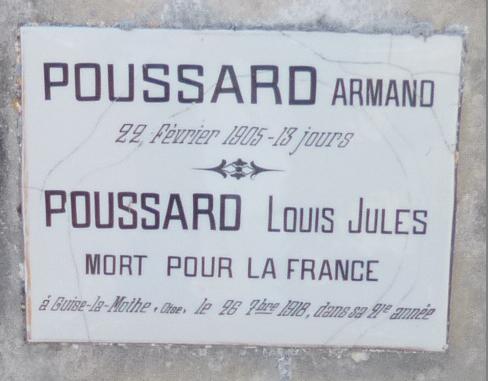 POUSSARD ARMAND
22 Février 1905 - 13 jours
POUSSARD LOUIS JULES
MORT POUR LA FRANCE
à Guise-la-Mothe, (Oise), le 26 7bre 1918, dans sa 21e année